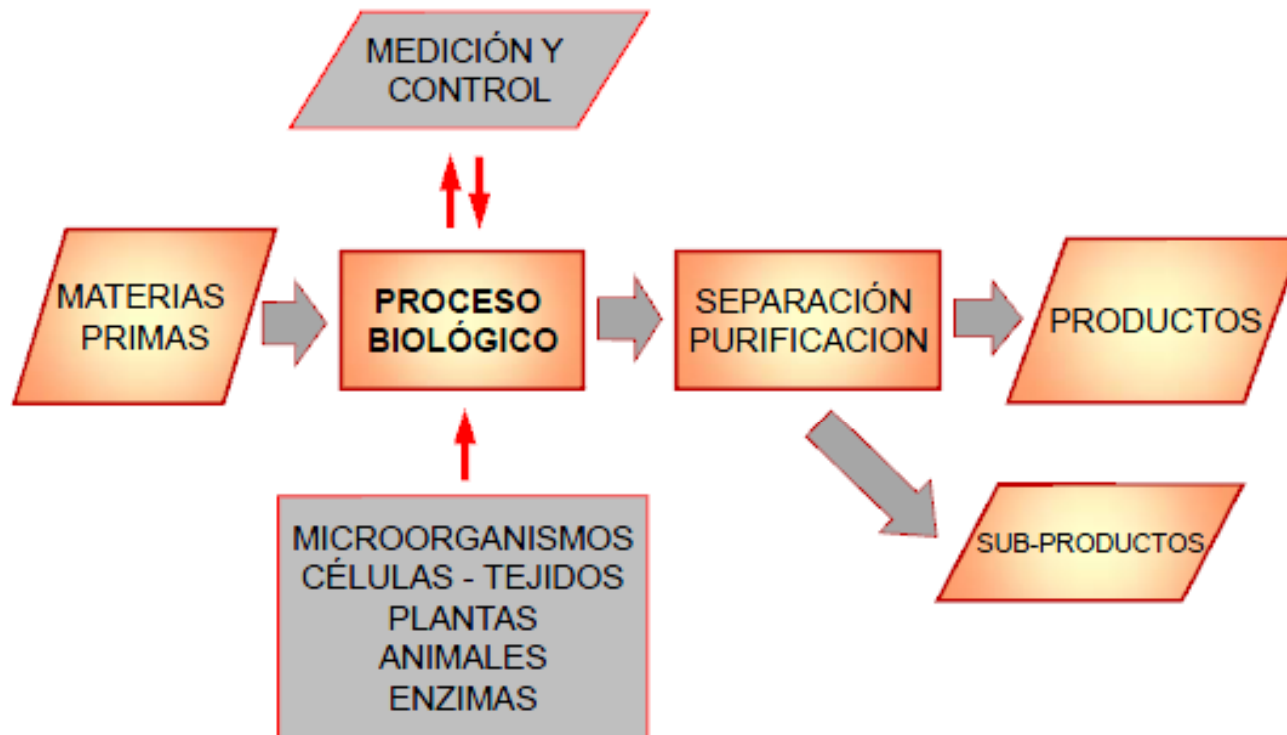 MEDICIÓN Y
CONTROL
MATERIAS
PRIMAS
PROCESO
BIOLÓGICO
SEPARACIÓN
PURIFICACION
PRODUCTOS
SUB-PRODUCTOS
MICROORGANISMOS
CÉLULAS - TEJIDOS
PLANTAS
ANIMALES
ENZIMAS